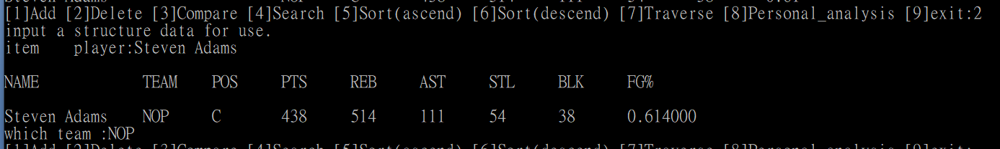 [1]Add [2]Delete [3]Compare [4]Search [5]Sort(ascend) [6]Sort(descend) [7]Traverse [8]Personal_analysis [9]exit:2
input a structure data for use.
item    player:Steven Adams
NAME TEAM POS PTS REB AST STL BLK FG%
Steven Adams NOP C 438 514 111 54 38 0.614000
which team :NOP
[1]Add [2]Delete [3]Compare [4]Search [5]Sort(ascend) [6]Sort(descend) [7]Traverse [8]Personal_analysis [9]exit: